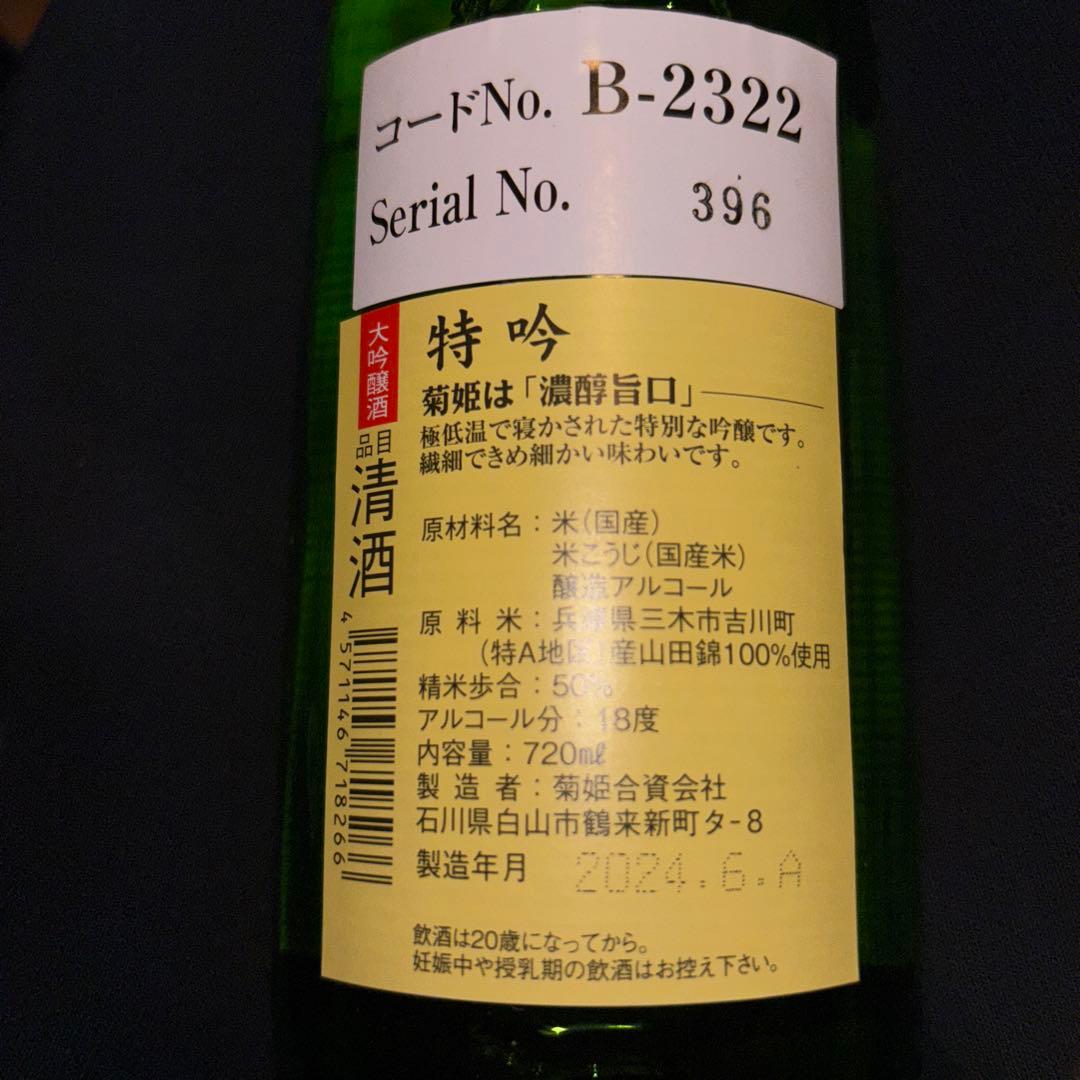 コードNo. B-2322
Serial No. 396
大吟醸酒
品目
清酒
4 571146 718266
特吟
菊姫は「濃醇旨口」
極低温で寝かされた特別な吟醸です。
繊細できめ細かい味わいです。
原材料名：米(国産)
米こうじ(国産米)
醸造アルコール
原料米：兵庫県三木市吉川町
(特A地区)産山田錦100%使用
精米歩合：50%
アルコール分：18度
内容量：720㎖
製造者：菊姫合資会社
石川県白山市鶴来新町タ-8
製造年月 2024.6.A
飲酒は20歳になってから。
妊娠中や授乳期の飲酒はお控え下さい。